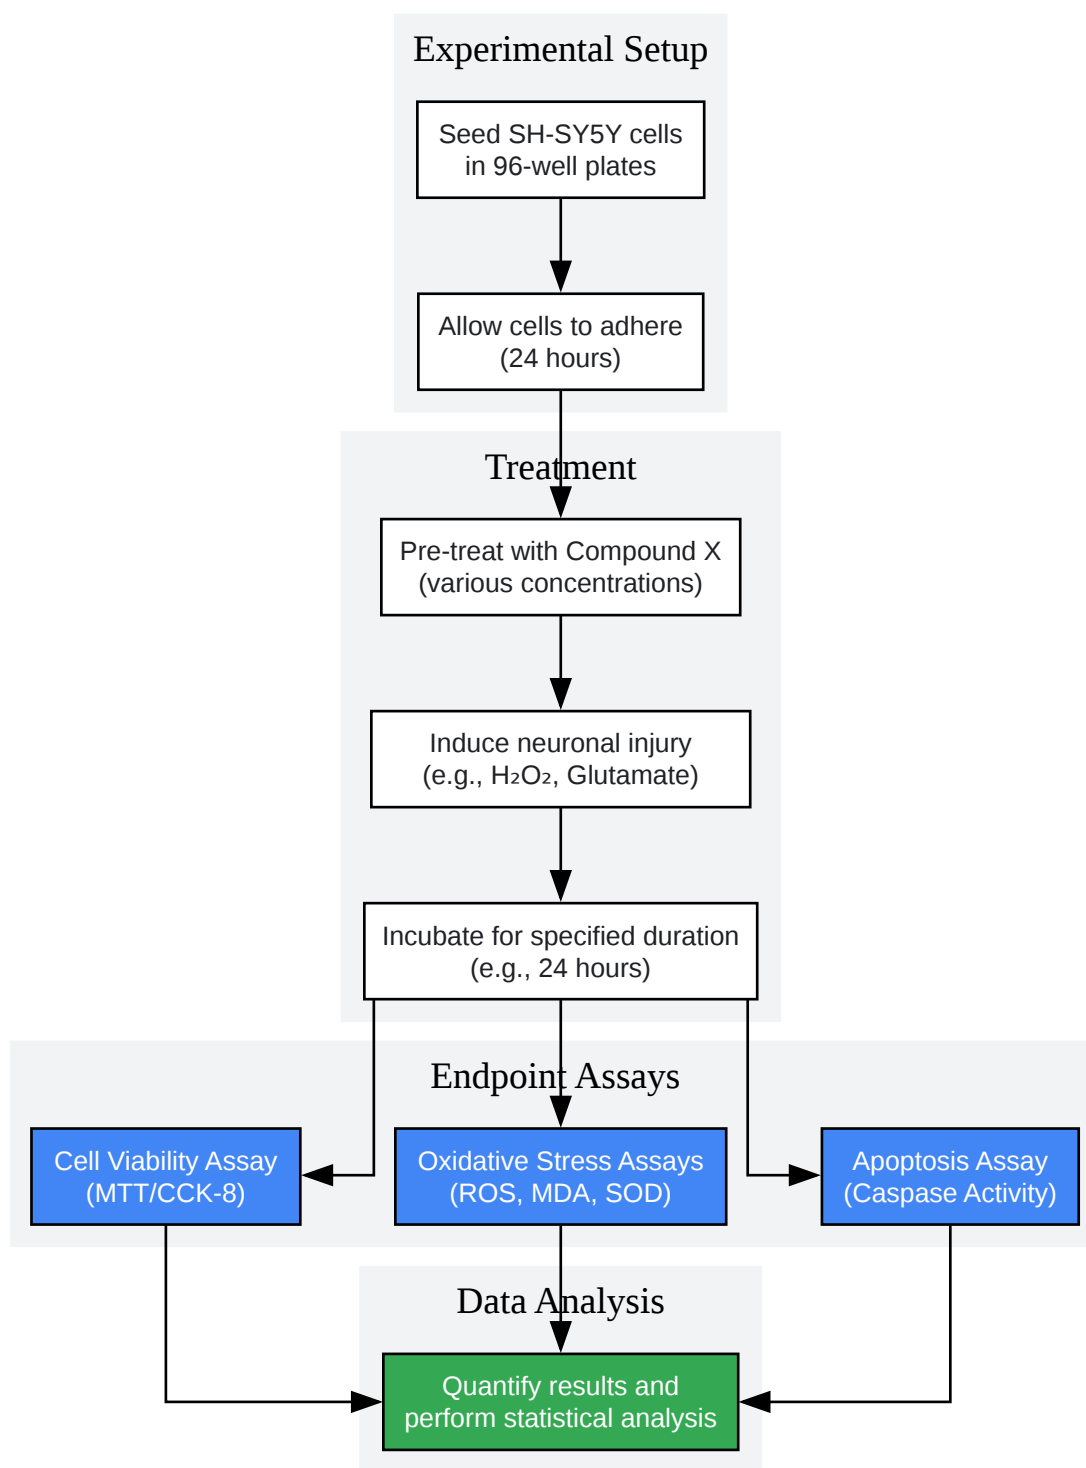 Experimental Setup
Seed SH-SY5Y cells
in 96-well plates
Allow cells to adhere
(24 hours)
Treatment
Pre-treat with Compound X
(various concentrations)
Induce neuronal injury
(e.g., H₂O₂, Glutamate)
Incubate for specified duration
(e.g., 24 hours)
Endpoint Assays
Cell Viability Assay
(MTT/CCK-8)
Oxidative Stress Assays
(ROS, MDA, SOD)
Apoptosis Assay
(Caspase Activity)
Data Analysis
Quantify results and
perform statistical analysis